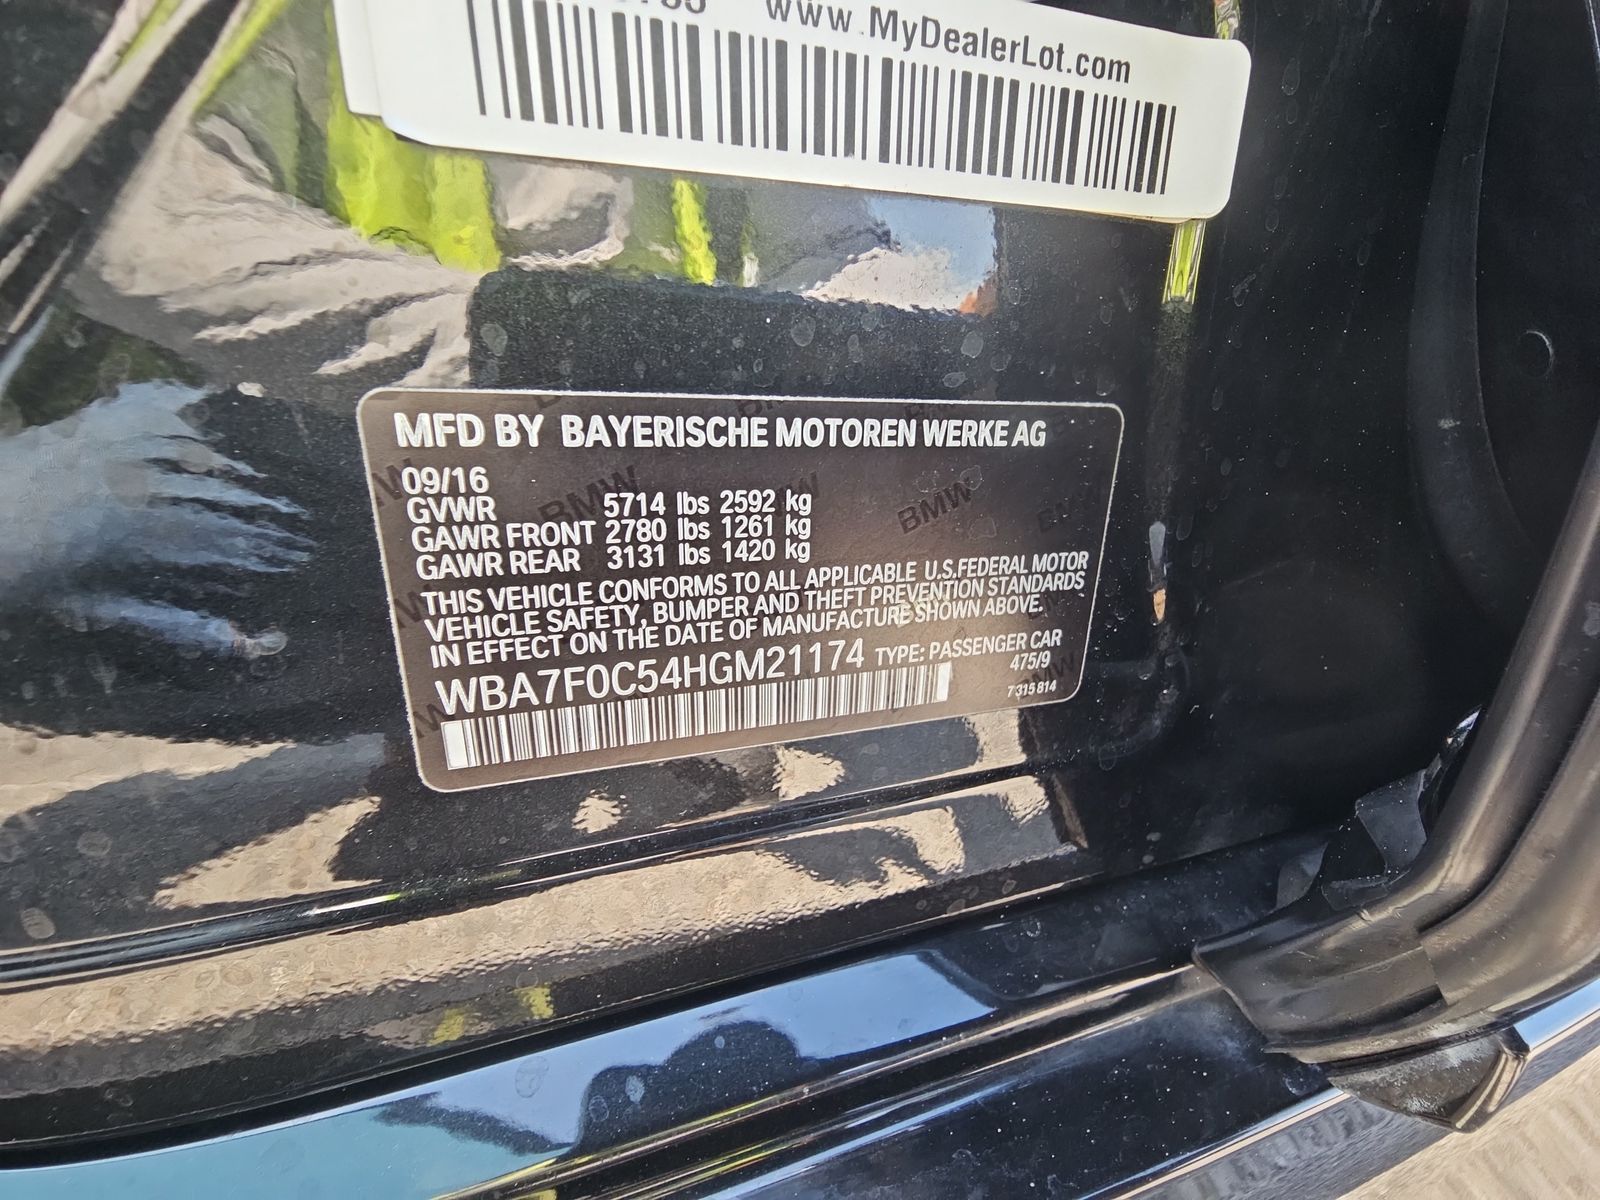 www.MyDealerLot.com
MFD BY BAYERISCHE MOTOREN WERKE AG
09/16
GVWR 5714 lbs 2592 kg
GAWR FRONT 2780 lbs 1261 kg
GAWR REAR 3131 lbs 1420 kg
THIS VEHICLE CONFORMS TO ALL APPLICABLE U.S.FEDERAL MOTOR
VEHICLE SAFETY, BUMPER AND THEFT PREVENTION STANDARDS
IN EFFECT ON THE DATE OF MANUFACTURE SHOWN ABOVE.
WBA7F0C54HGM21174 TYPE: PASSENGER CAR
475/9
7315814